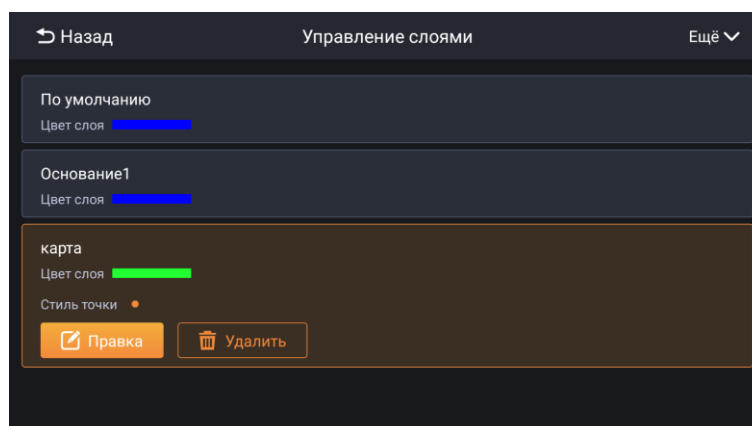 Назад Управление слоями Ещё
По умолчанию
Цвет слоя
Основание1
Цвет слоя
карта
Цвет слоя
Стиль точки
Правка Удалить